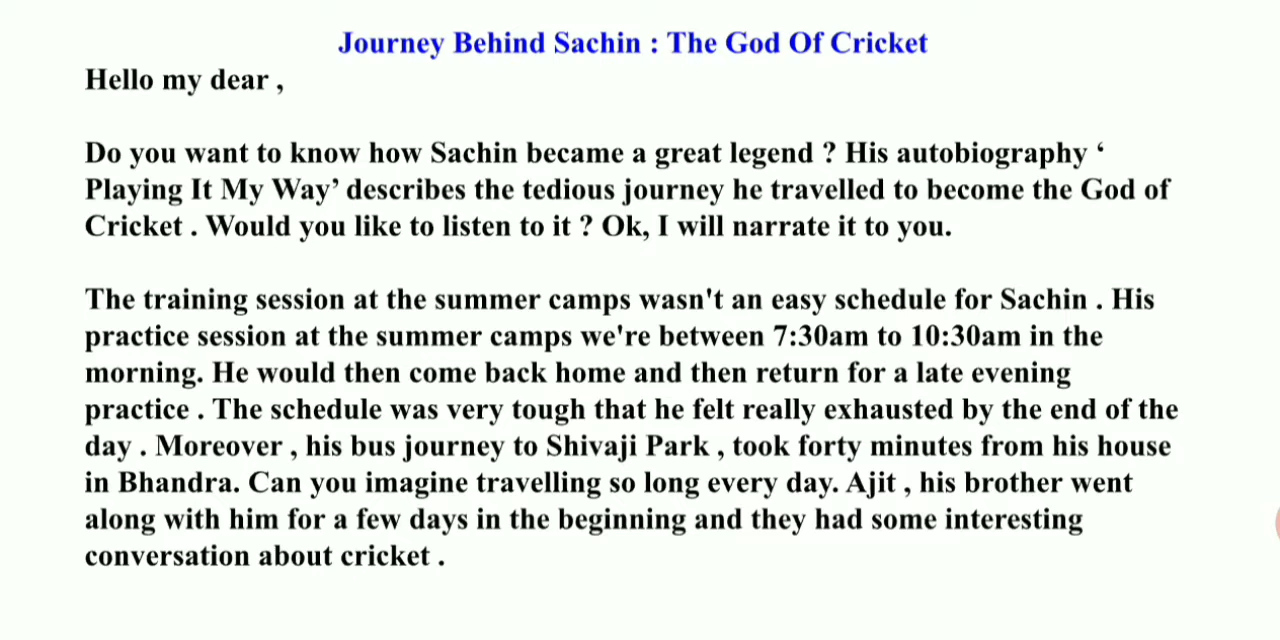 Journey Behind Sachin : The God Of Cricket
Hello my dear ,
Do you want to know how Sachin became a great legend ? His autobiography ‘
Playing It My Way’ describes the tedious journey he travelled to become the God of
Cricket . Would you like to listen to it ? Ok, I will narrate it to you.
The training session at the summer camps wasn't an easy schedule for Sachin . His
practice session at the summer camps we're between 7:30am to 10:30am in the
morning. He would then come back home and then return for a late evening
practice . The schedule was very tough that he felt really exhausted by the end of the
day . Moreover , his bus journey to Shivaji Park , took forty minutes from his house
in Bhandra. Can you imagine travelling so long every day. Ajit , his brother went
along with him for a few days in the beginning and they had some interesting
conversation about cricket .